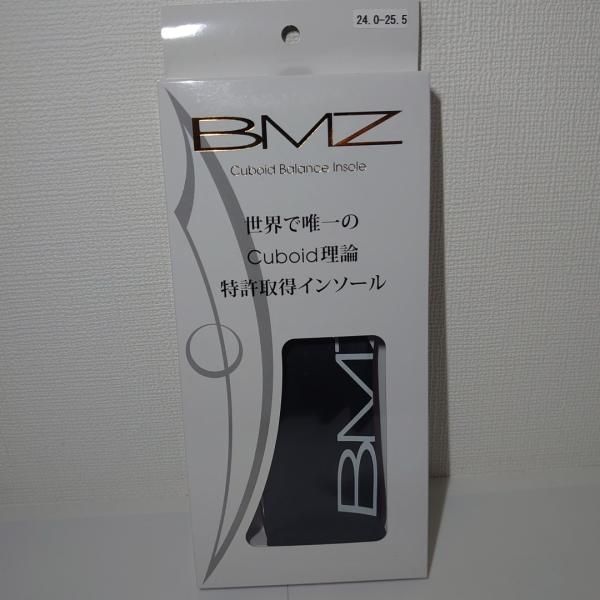 24.0-25.5
BMZ
Cuboid Balance Insole
世界で唯一の
Cuboid理論
特許取得インソール
BMZ